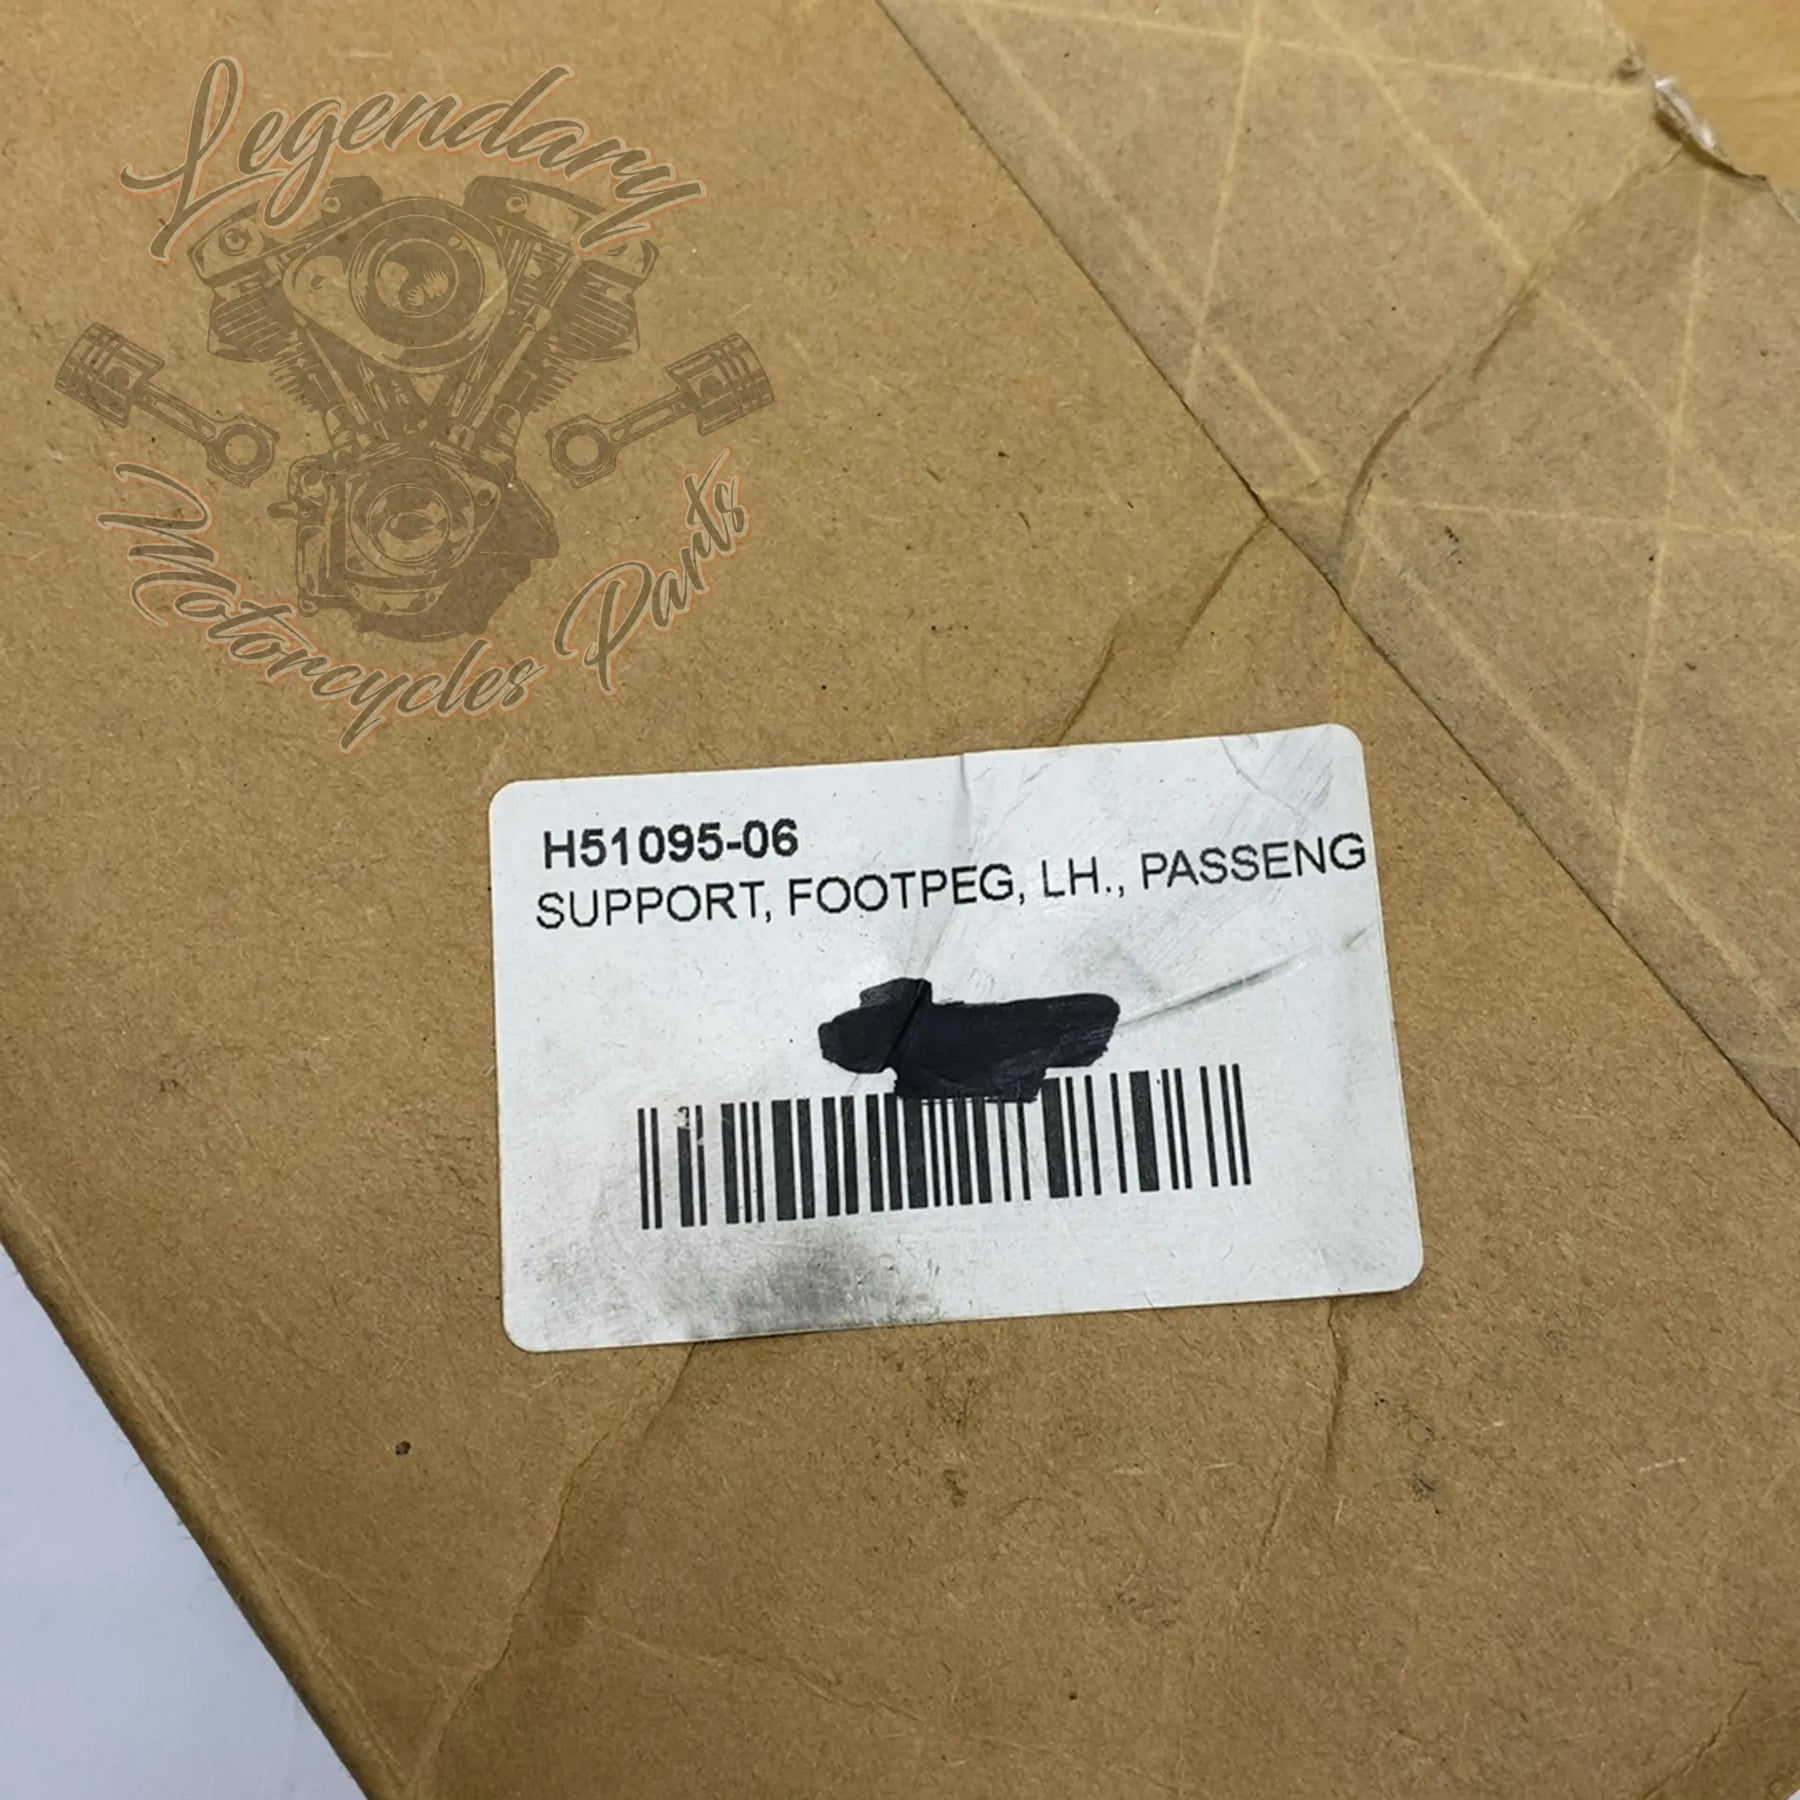 Legendary
Motorcycles Parts
H51095-06
SUPPORT, FOOTPEG, LH., PASSENG